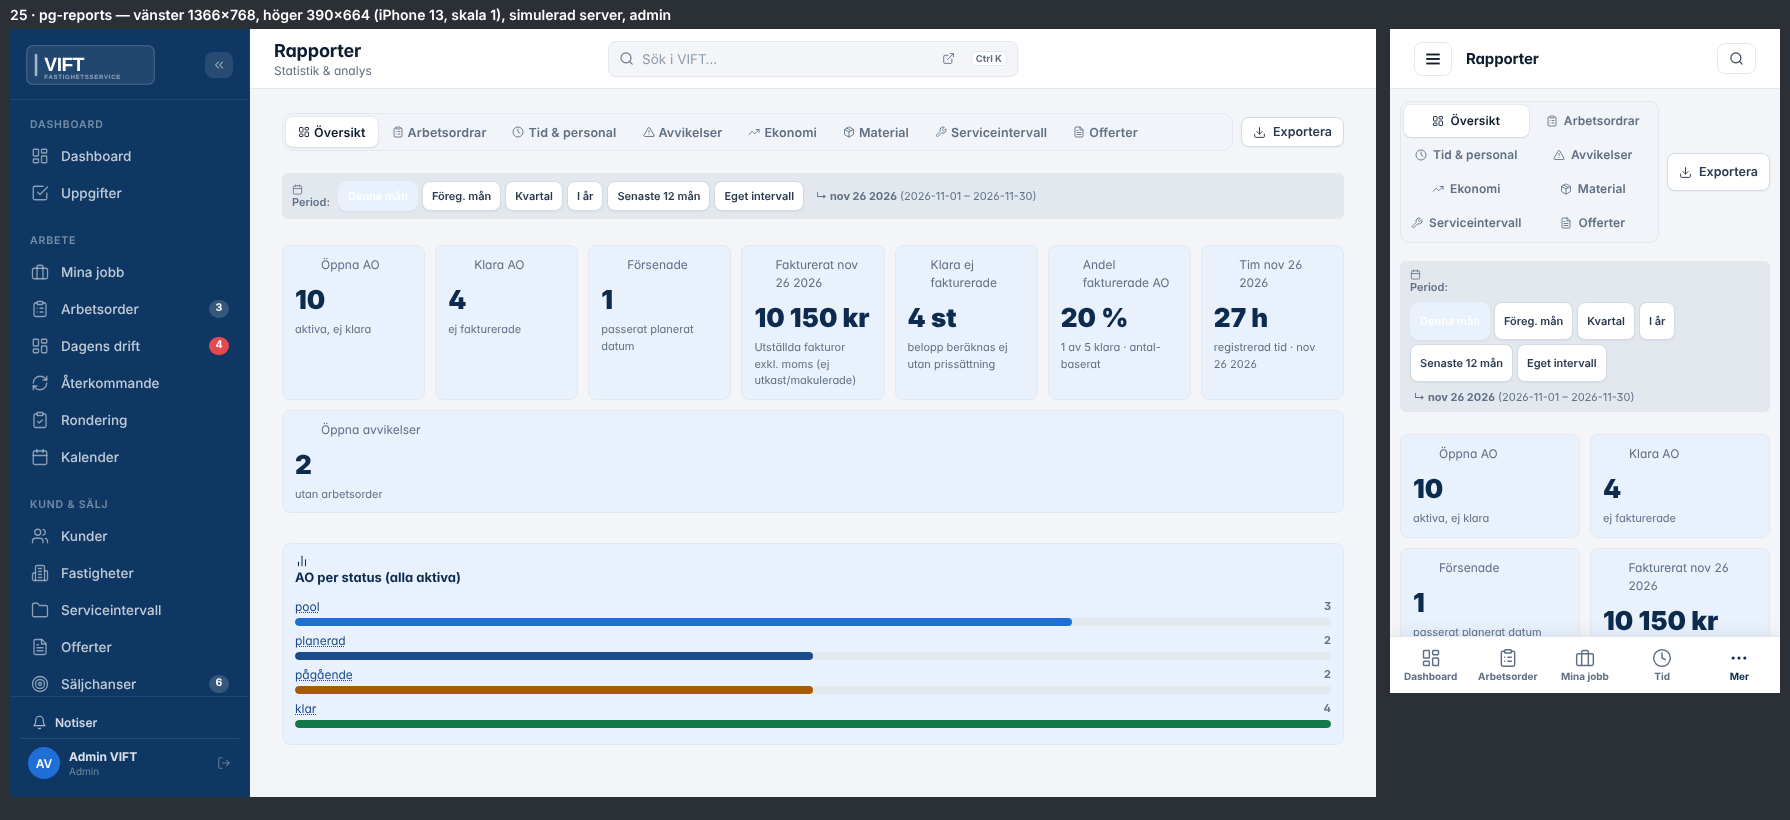 25 · pg-reports — vänster 1366×768, höger 390×664 (iPhone 13, skala 1), simulerad server, admin
VIFT
FASTIGHETSSERVICE
DASHBOARD
Dashboard
Uppgifter
ARBETE
Mina jobb
Arbetsorder 3
Dagens drift 4
Återkommande
Rondering
Kalender
KUND & SÄLJ
Kunder
Fastigheter
Serviceintervall
Offerter
Säljchanser 6
Notiser
AV Admin VIFT
Admin
Rapporter
Statistik & analys
Sök i VIFT... Ctrl K
Översikt Arbetsordrar Tid & personal Avvikelser Ekonomi Material Serviceintervall Offerter Exportera
Period: Denna mån Föreg. mån Kvartal I år Senaste 12 mån Eget intervall ↳ nov 26 2026 (2026-11-01 – 2026-11-30)
Öppna AO
10
aktiva, ej klara
Klara AO
4
ej fakturerade
Försenade
1
passerat planerat
datum
Fakturerat nov
26 2026
10 150 kr
Utställda fakturor
exkl. moms (ej
utkast/makulerade)
Klara ej
fakturerade
4 st
belopp beräknas ej
utan prissättning
Andel
fakturerade AO
20 %
1 av 5 klara · antal-
baserat
Tim nov 26
2026
27 h
registrerad tid · nov
26 2026
Öppna avvikelser
2
utan arbetsorder
AO per status (alla aktiva)
pool 3
planerad 2
pågående 2
klar 4
Rapporter
Översikt Arbetsordrar
Tid & personal Avvikelser
Ekonomi Material
Serviceintervall Offerter
Exportera
Period:
Denna mån Föreg. mån Kvartal I år
Senaste 12 mån Eget intervall
↳ nov 26 2026 (2026-11-01 – 2026-11-30)
Öppna AO
10
aktiva, ej klara
Klara AO
4
ej fakturerade
Försenade
1
passerat planerat datum
Fakturerat nov 26
2026
10 150 kr
Dashboard Arbetsorder Mina jobb Tid Mer